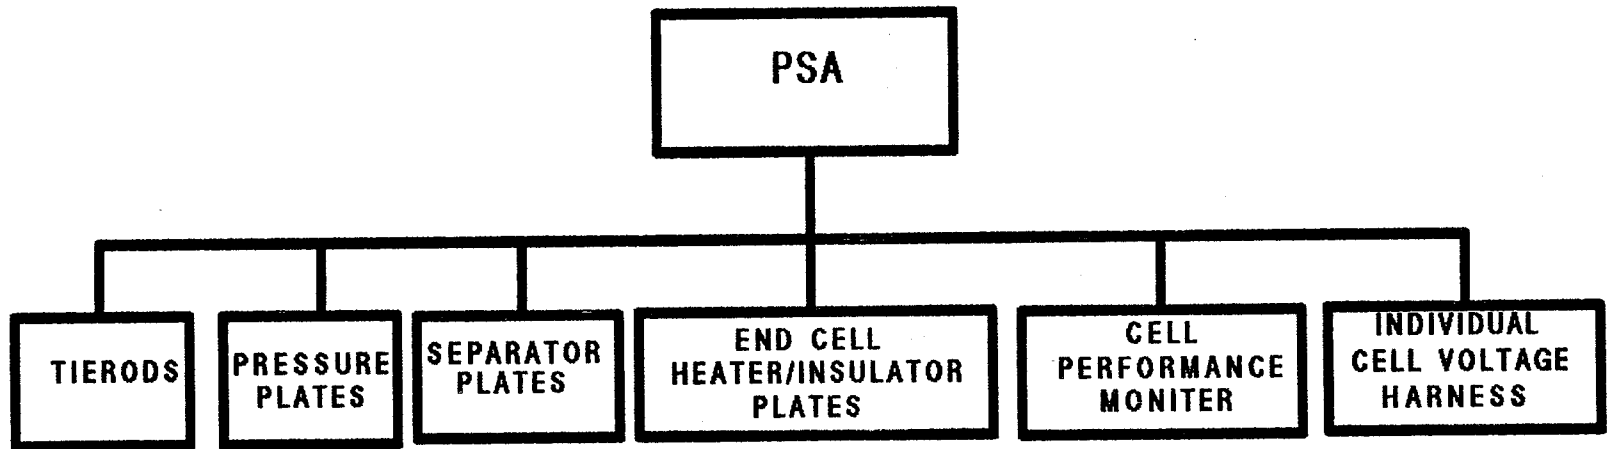 PSA
TIERODS
PRESSURE
PLATES
SEPARATOR
PLATES
END CELL
HEATER/INSULATOR
PLATES
CELL
PERFORMANCE
MONITER
INDIVIDUAL
CELL VOLTAGE
HARNESS